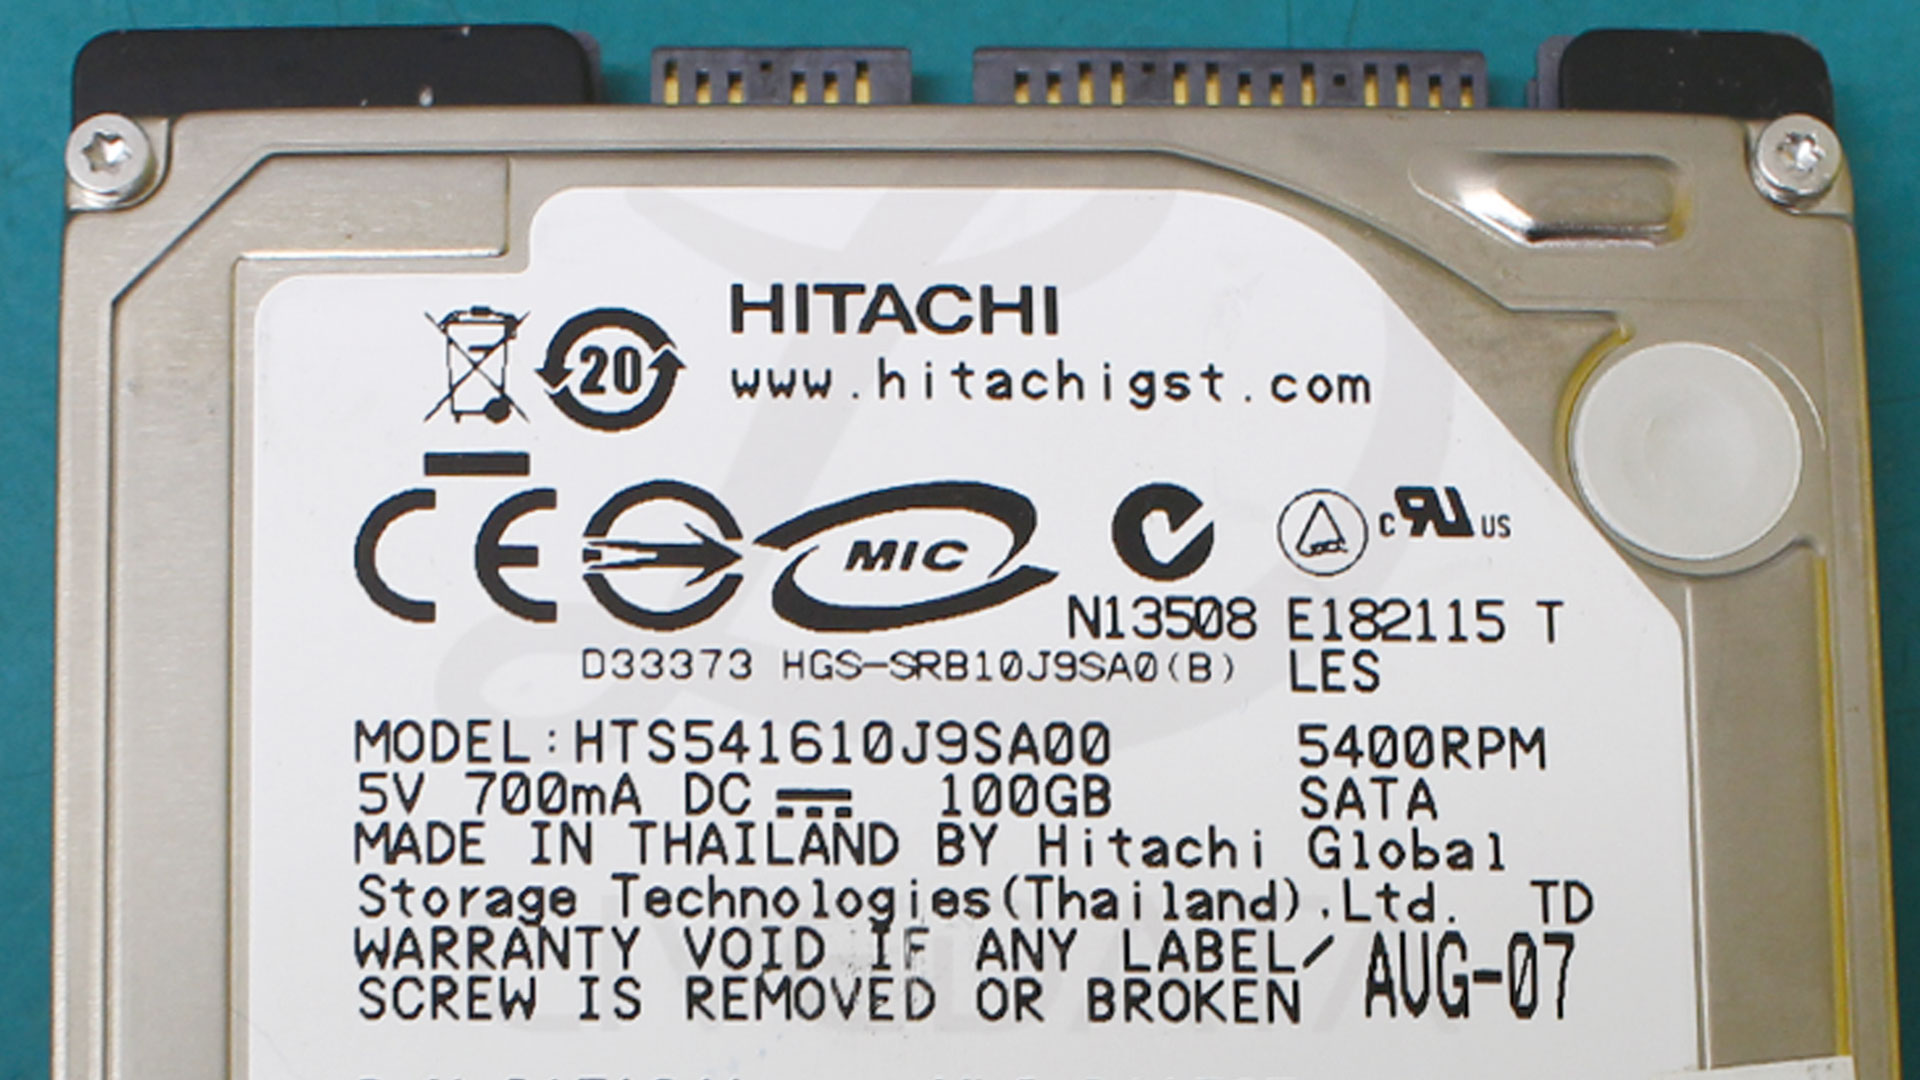 HITACHI
20
www.hitachigst.com
CE
MIC
C RU US
N13508 E182115 T
D33373 HGS-SRB10J9SA0(B) LES
MODEL:HTS541610J9SA00 5400RPM
5V 700mA DC 100GB SATA
MADE IN THAILAND BY Hitachi Global
Storage Technologies(Thailand),Ltd. TD
WARRANTY VOID IF ANY LABEL/ AUG-07
SCREW IS REMOVED OR BROKEN